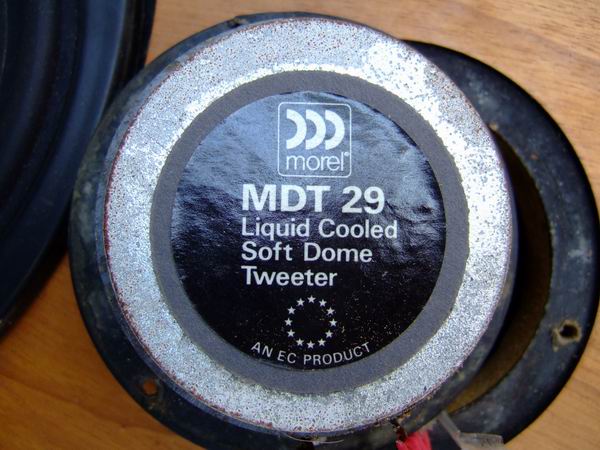 morel®
MDT 29
Liquid Cooled
Soft Dome
Tweeter
AN EC PRODUCT